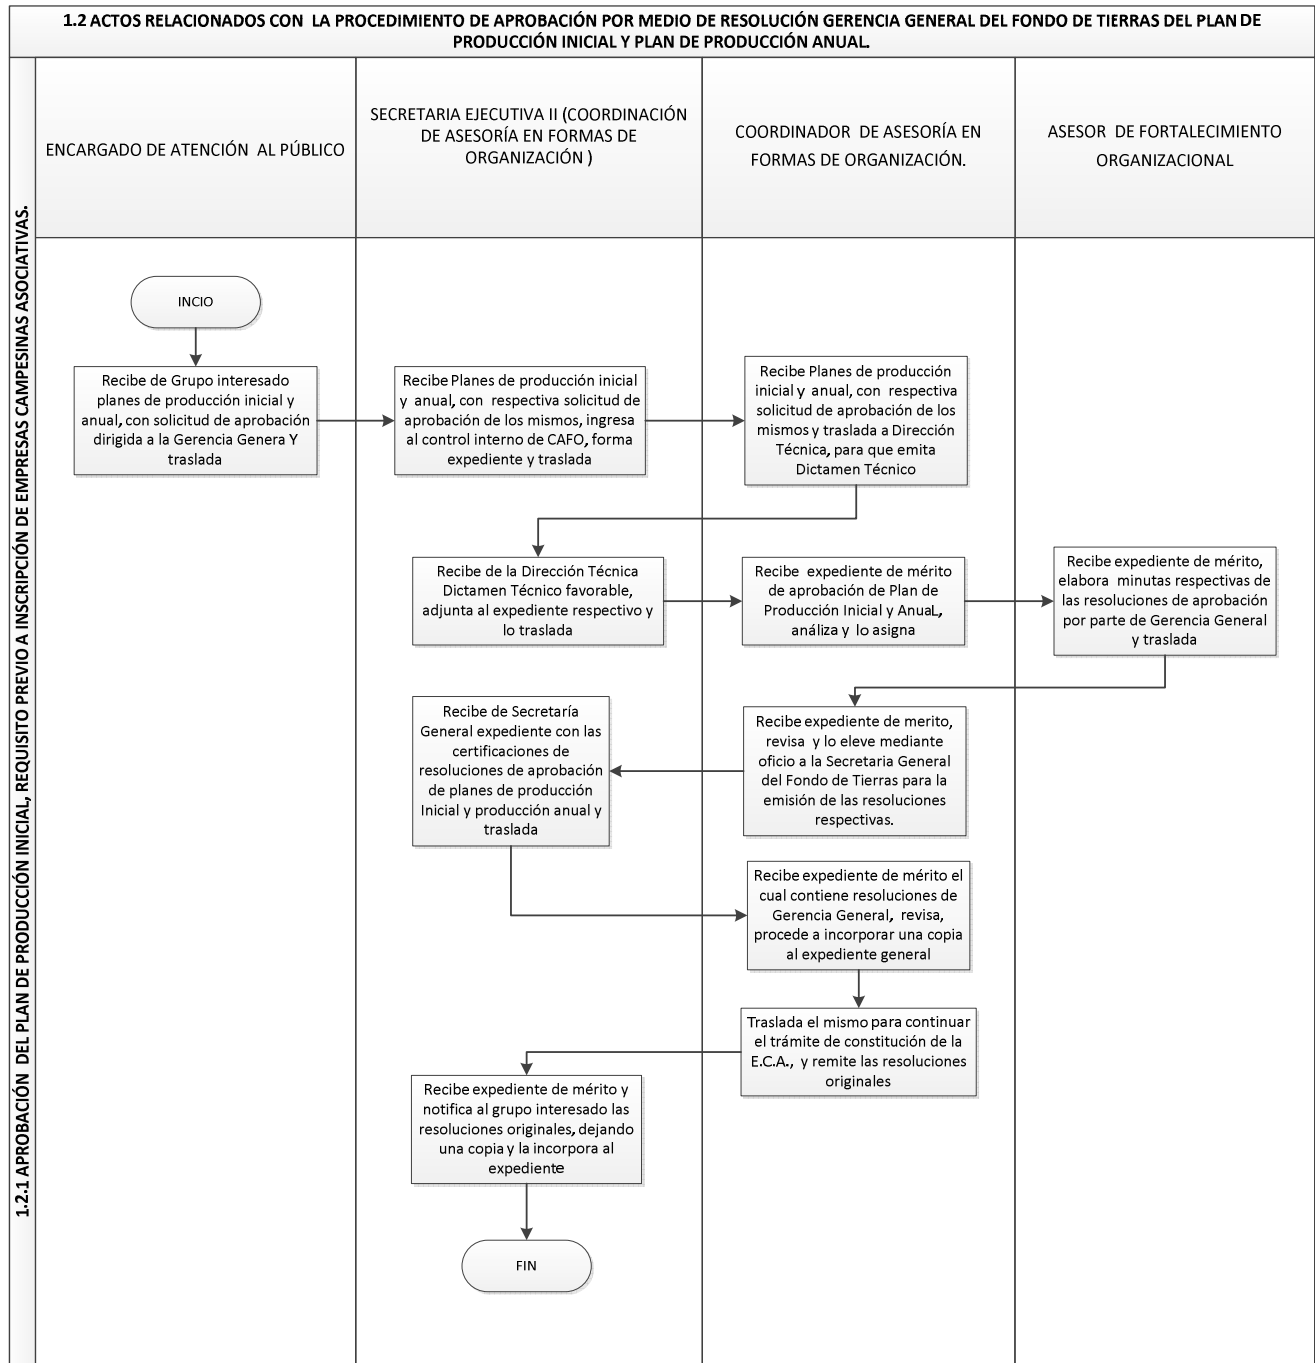 1.2 ACTOS RELACIONADOS CON LA PROCEDIMIENTO DE APROBACIÓN POR MEDIO DE RESOLUCIÓN GERENCIA GENERAL DEL FONDO DE TIERRAS DEL PLAN DE
PRODUCCIÓN INICIAL Y PLAN DE PRODUCCIÓN ANUAL.
1.2.1 APROBACIÓN DEL PLAN DE PRODUCCIÓN INICIAL, REQUISITO PREVIO A INSCRIPCIÓN DE EMPRESAS CAMPESINAS ASOCIATIVAS.
ENCARGADO DE ATENCIÓN AL PÚBLICO
SECRETARIA EJECUTIVA II (COORDINACIÓN
DE ASESORÍA EN FORMAS DE
ORGANIZACIÓN )
COORDINADOR DE ASESORÍA EN
FORMAS DE ORGANIZACIÓN.
ASESOR DE FORTALECIMIENTO
ORGANIZACIONAL
INCIO
Recibe de Grupo interesado
planes de producción inicial y
anual, con solicitud de aprobación
dirigida a la Gerencia Genera Y
traslada
Recibe Planes de producción inicial
y anual, con respectiva solicitud de
aprobación de los mismos, ingresa
al control interno de CAFO, forma
expediente y traslada
Recibe Planes de producción
inicial y anual, con respectiva
solicitud de aprobación de los
mismos y traslada a Dirección
Técnica, para que emita
Dictamen Técnico
Recibe de la Dirección Técnica
Dictamen Técnico favorable,
adjunta al expediente respectivo y
lo traslada
Recibe expediente de mérito
de aprobación de Plan de
Producción Inicial y AnuaL,
análiza y lo asigna
Recibe expediente de mérito,
elabora minutas respectivas de
las resoluciones de aprobación
por parte de Gerencia General
y traslada
Recibe expediente de merito,
revisa y lo eleve mediante
oficio a la Secretaria General
del Fondo de Tierras para la
emisión de las resoluciones
respectivas.
Recibe de Secretaría
General expediente con las
certificaciones de
resoluciones de aprobación
de planes de producción
Inicial y producción anual y
traslada
Recibe expediente de mérito el
cual contiene resoluciones de
Gerencia General, revisa,
procede a incorporar una copia
al expediente general
Traslada el mismo para continuar
el trámite de constitución de la
E.C.A., y remite las resoluciones
originales
Recibe expediente de mérito y
notifica al grupo interesado las
resoluciones originales, dejando
una copia y la incorpora al
expediente
FIN